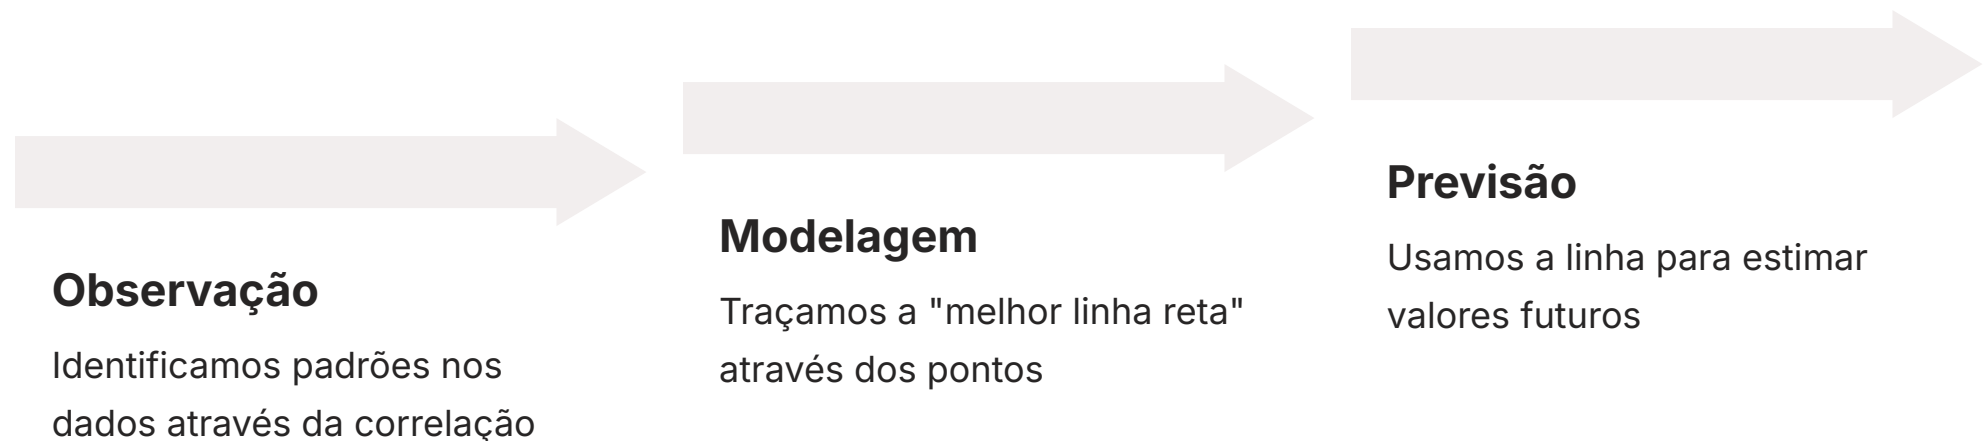 Observação
Identificamos padrões nos
dados através da correlação
Modelagem
Traçamos a "melhor linha reta"
através dos pontos
Previsão
Usamos a linha para estimar
valores futuros